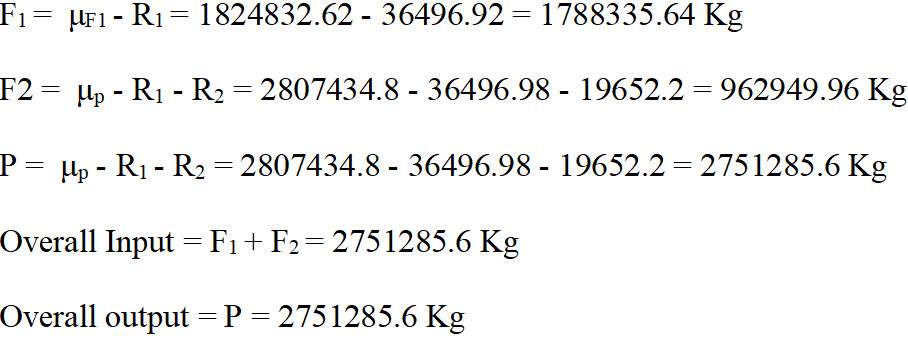 F₁ = μF1 - R₁ = 1824832.62 - 36496.92 = 1788335.64 Kg
F2 = μp - R₁ - R₂ = 2807434.8 - 36496.98 - 19652.2 = 962949.96 Kg
P = μp - R₁ - R₂ = 2807434.8 - 36496.98 - 19652.2 = 2751285.6 Kg
Overall Input = F₁ + F₂ = 2751285.6 Kg
Overall output = P = 2751285.6 Kg